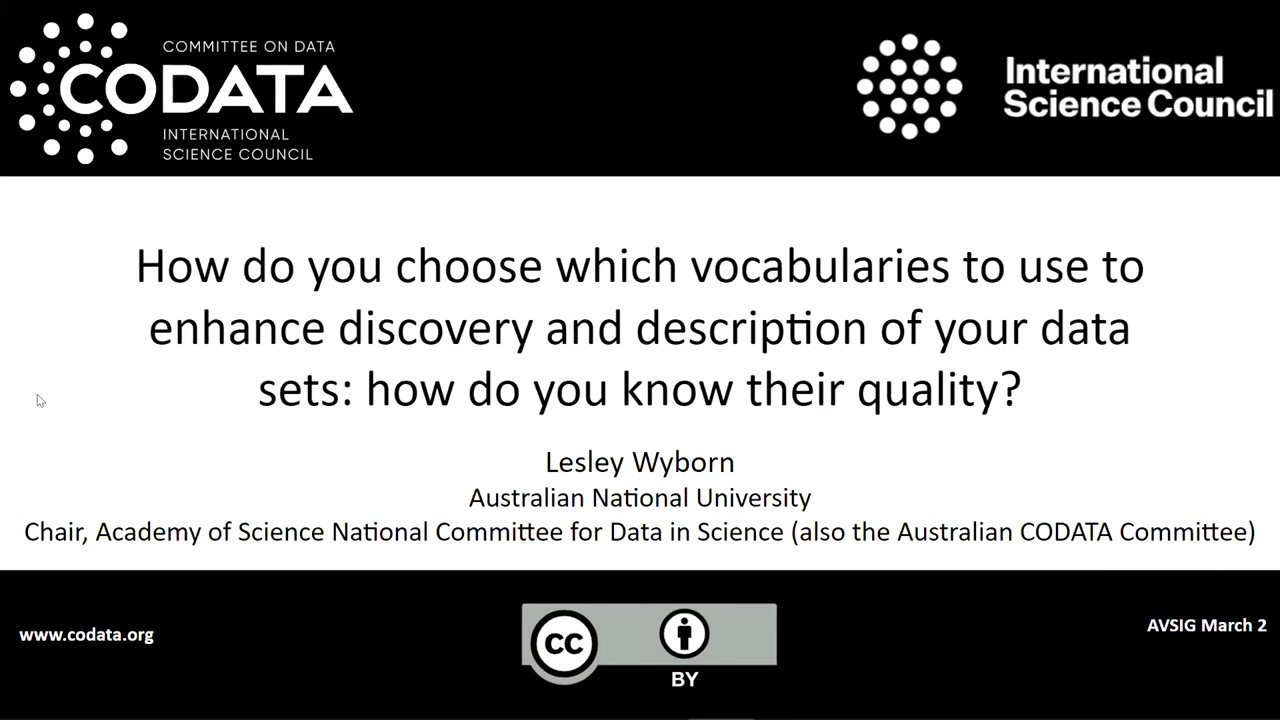 COMMITTEE ON DATA
CODATA
INTERNATIONAL
SCIENCE COUNCIL
International
Science Council
How do you choose which vocabularies to use to
enhance discovery and description of your data
sets: how do you know their quality?
Lesley Wyborn
Australian National University
Chair, Academy of Science National Committee for Data in Science (also the Australian CODATA Committee)
www.codata.org
CC
BY
AVSIG March 2